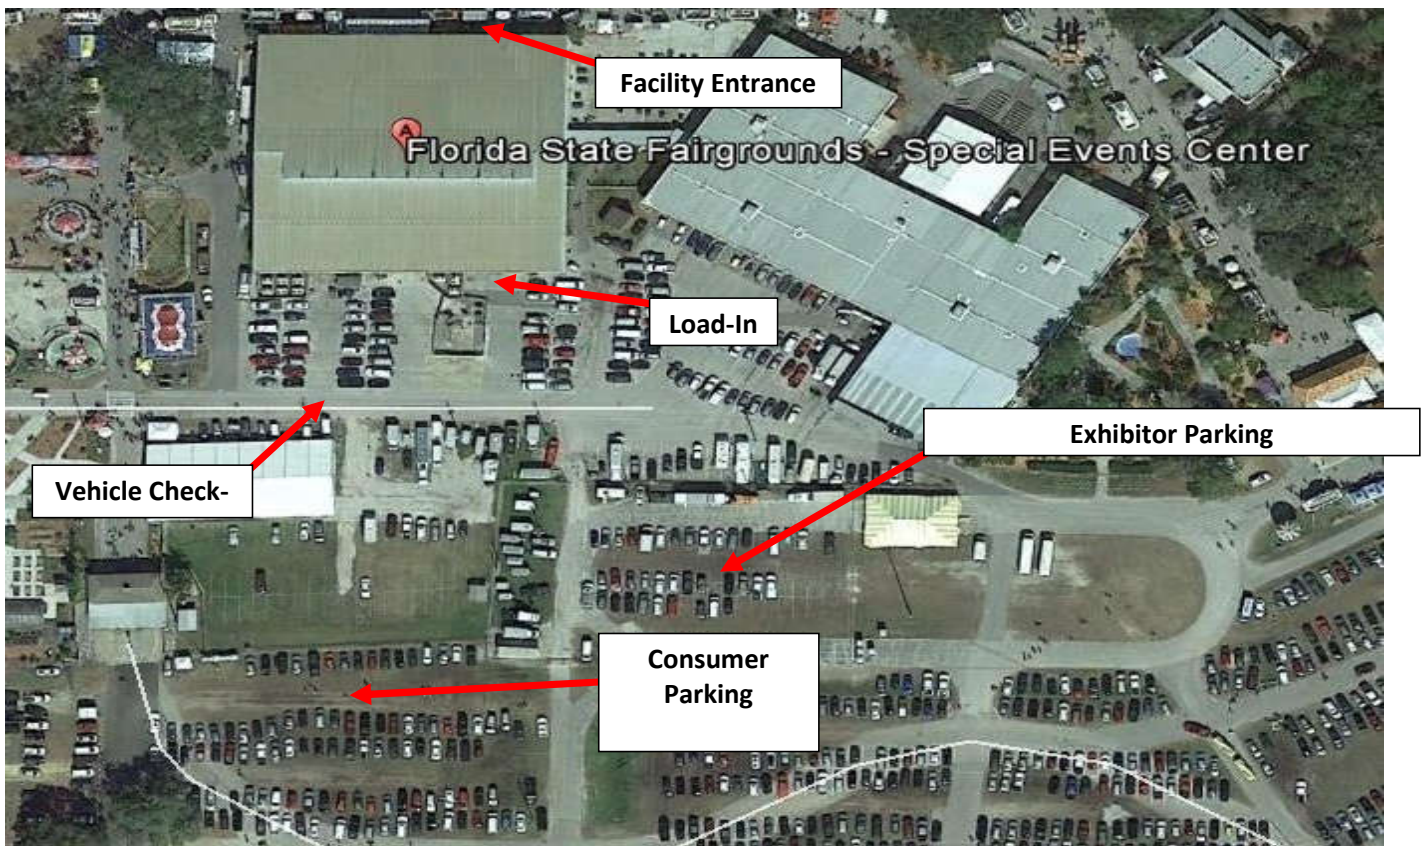 Facility Entrance
A
Florida State Fairgrounds - Special Events Center
Load-In
Exhibitor Parking
Vehicle Check-
Consumer
Parking